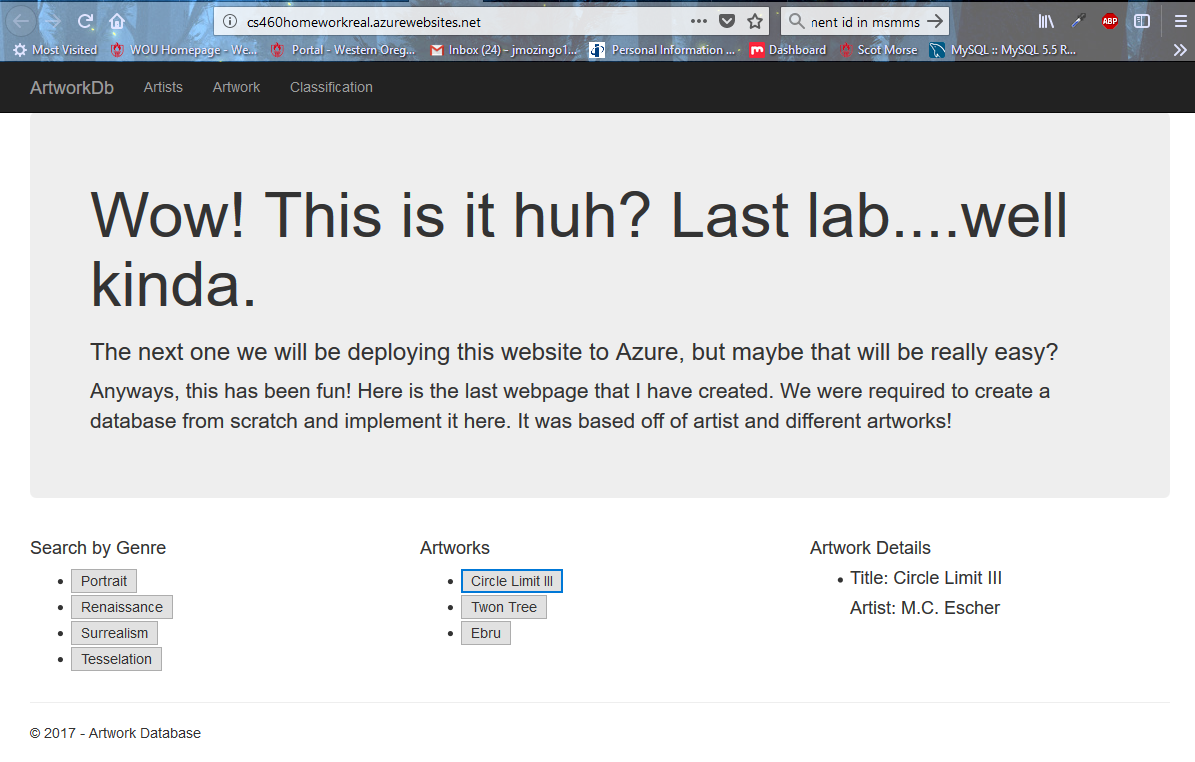 cs460homeworkreal.azurewebsites.net
nent id in msmms
Most Visited
WOU Homepage - We...
Portal - Western Oreg...
Inbox (24) - jmozingo1...
Personal Information ...
Dashboard
Scot Morse
MySQL :: MySQL 5.5 R...
ABP
ArtworkDb
Artists
Artwork
Classification
Wow! This is it huh? Last lab....well
kinda.
The next one we will be deploying this website to Azure, but maybe that will be really easy?
Anyways, this has been fun! Here is the last webpage that I have created. We were required to create a
database from scratch and implement it here. It was based off of artist and different artworks!
Search by Genre
Portrait
Renaissance
Surrealism
Tesselation
Artworks
Circle Limit III
Twon Tree
Ebru
Artwork Details
Title: Circle Limit III
Artist: M.C. Escher
© 2017 - Artwork Database